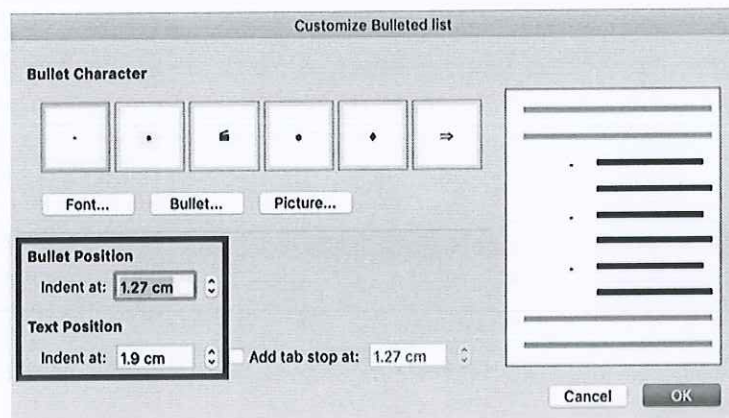 Customize Bulleted list
Bullet Character
Font... Bullet... Picture...
Bullet Position
Indent at: 1.27 cm
Text Position
Indent at: 1.9 cm Add tab stop at: 1.27 cm
Cancel OK